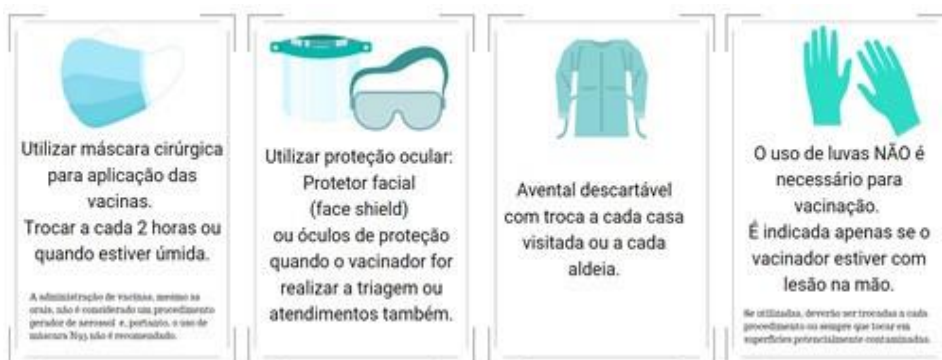 Utilizar máscara cirúrgica
para aplicação das
vacinas.
Trocar a cada 2 horas ou
quando estiver úmida.
A administração de vacinas, mesmo as
orais, não é considerado um procedimento
gerador de aerossol e, portanto, o uso de
máscara N95 não é recomendado.
Utilizar proteção ocular:
Protetor facial
(face shield)
ou óculos de proteção
quando o vacinador for
realizar a triagem ou
atendimentos também.
Avental descartável
com troca a cada casa
visitada ou a cada
aldeia.
O uso de luvas NÃO é
necessário para
vacinação.
É indicada apenas se o
vacinador estiver com
lesão na mão.
Se utilizadas, deverão ser trocadas a cada
procedimento ou sempre que tocar em
superfícies potencialmente contaminadas.